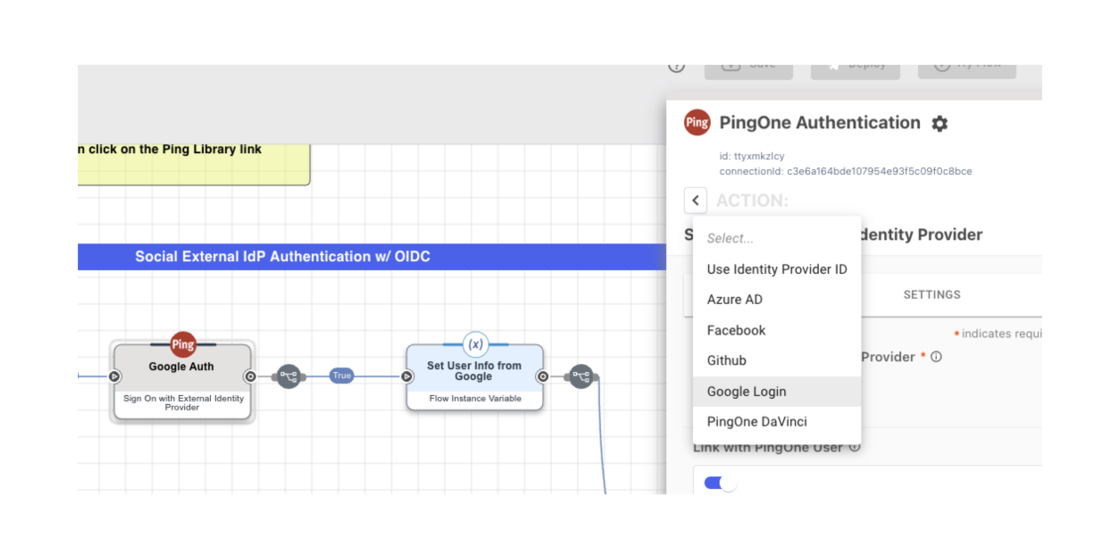 Save
Deploy
Try Flow
n click on the Ping Library link
Ping
PingOne Authentication
id: ttyxmkzlcy
connectionId: c3e6a164bde107954e93f5c09f0c8bce
ACTION:
S
dentity Provider
Select...
Use Identity Provider ID
Azure AD
Facebook
Github
Google Login
PingOne DaVinci
SETTINGS
* indicates requi
Provider *
Link with PingOne User
Social External IdP Authentication w/ OIDC
Ping
Google Auth
Sign On with External Identity
Provider
True
(x)
Set User Info from
Google
Flow Instance Variable